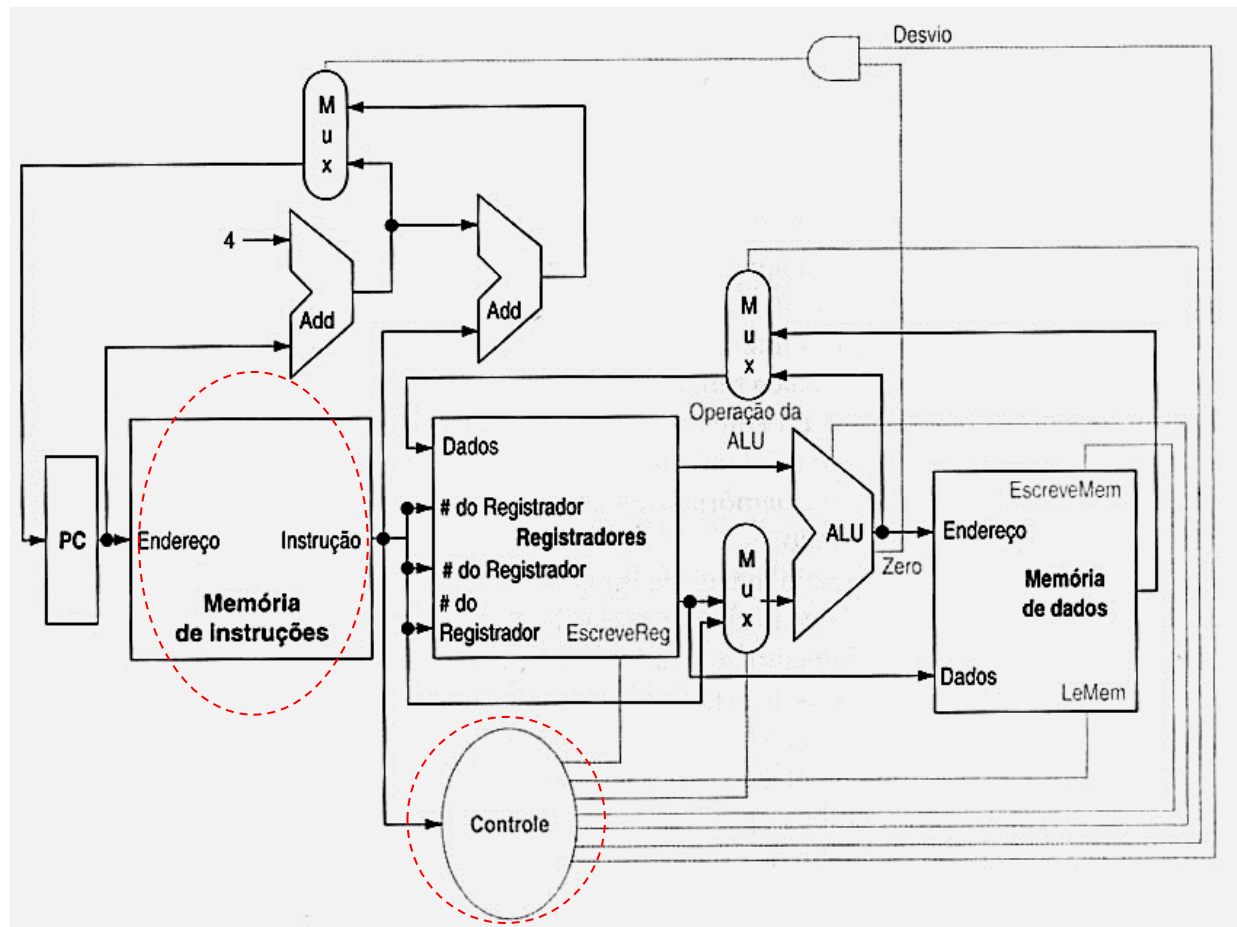 Desvio
M
u
x
4
Add
Add
M
u
x
Operação da
ALU
PC
Endereço
Instrução
Memória
de instruções
Dados
# do Registrador
Registradores
# do Registrador
# do
Registrador
EscreveReg
M
u
x
ALU
Zero
EscreveMem
Endereço
Memória
de dados
Dados
LeMem
Controle